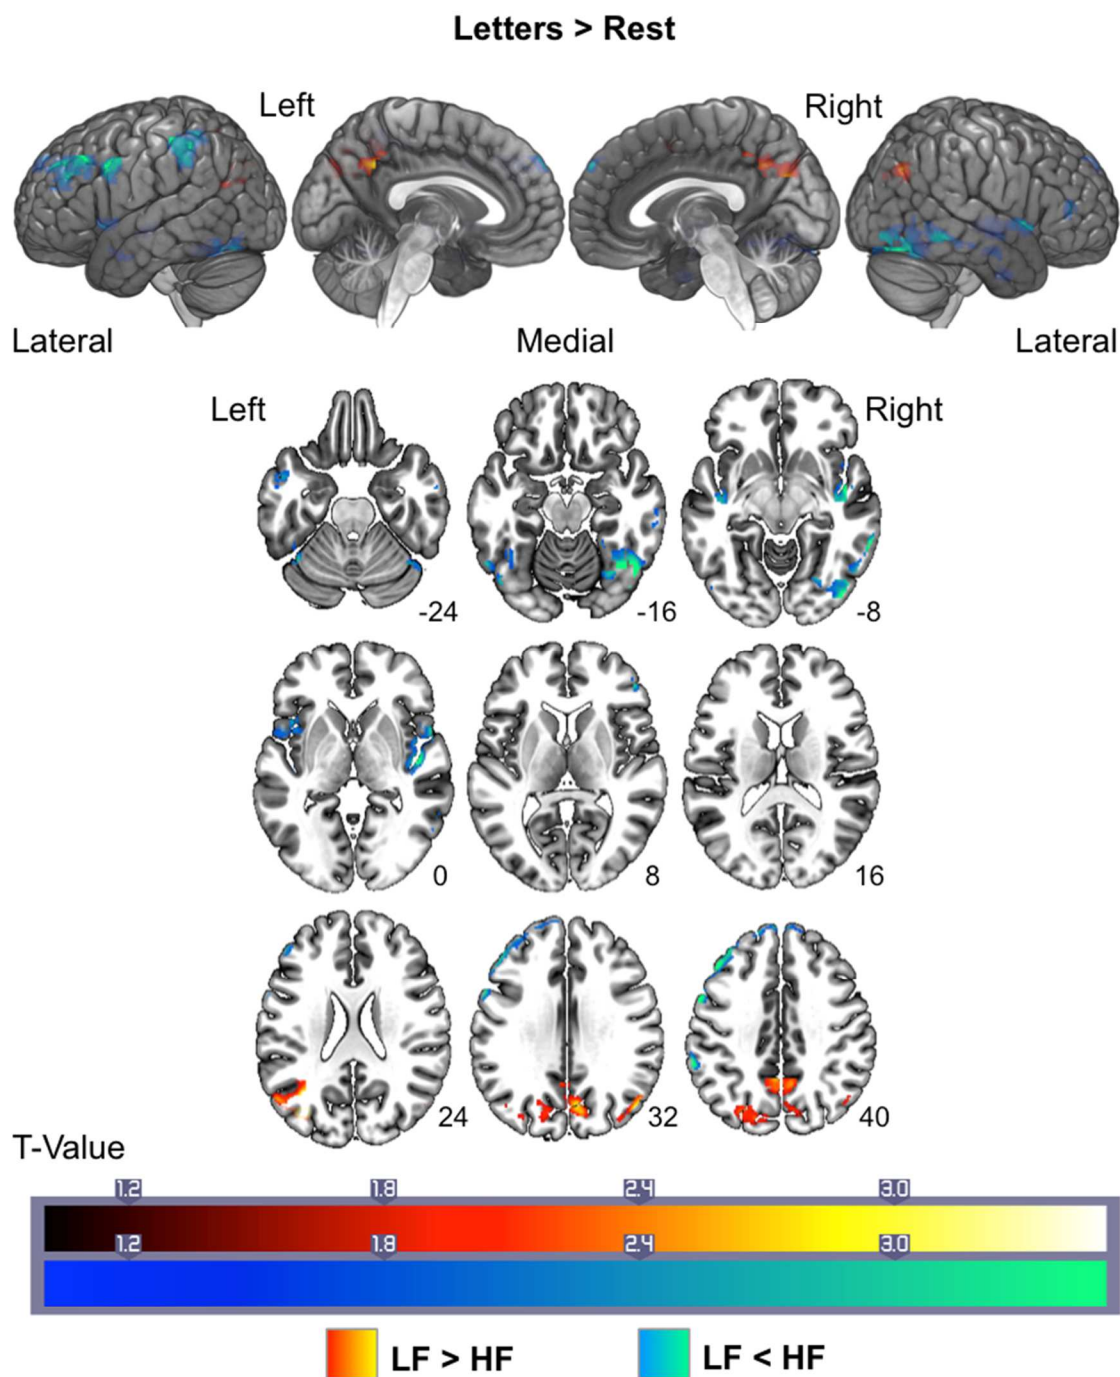 Letters > Rest
Left Right
Lateral Medial Lateral
Left Right
-24 -16 -8
0 8 16
24 32 40
T-Value
1.2 1.8 2.4 3.0
1.2 1.8 2.4 3.0
LF > HF LF < HF